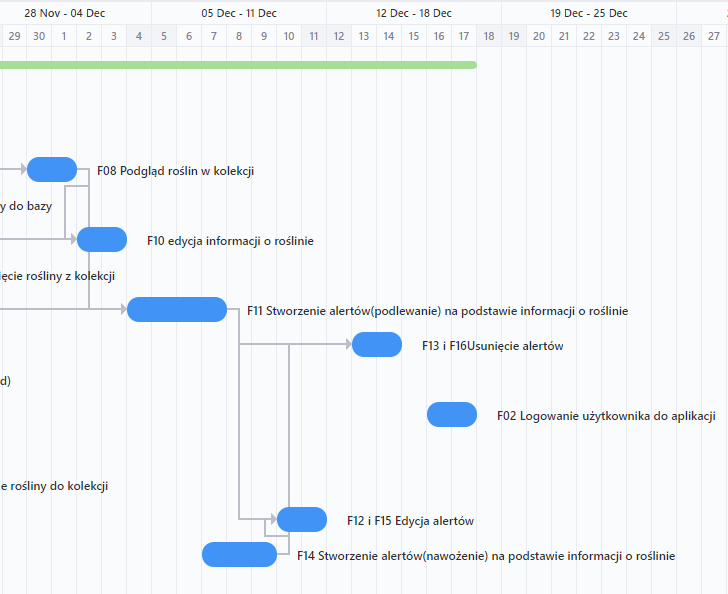 28 Nov - 04 Dec 05 Dec - 11 Dec 12 Dec - 18 Dec 19 Dec - 25 Dec
29 30 1 2 3 4 5 6 7 8 9 10 11 12 13 14 15 16 17 18 19 20 21 22 23 24 25 26 27
F08 Podgląd roślin w kolekcji
y do bazy
F10 edycja informacji o roślinie
ięcie rośliny z kolekcji
F11 Stworzenie alertów(podlewanie) na podstawie informacji o roślinie
F13 i F16Usunięcie alertów
d)
F02 Logowanie użytkownika do aplikacji
e rośliny do kolekcji
F12 i F15 Edycja alertów
F14 Stworzenie alertów(nawożenie) na podstawie informacji o roślinie